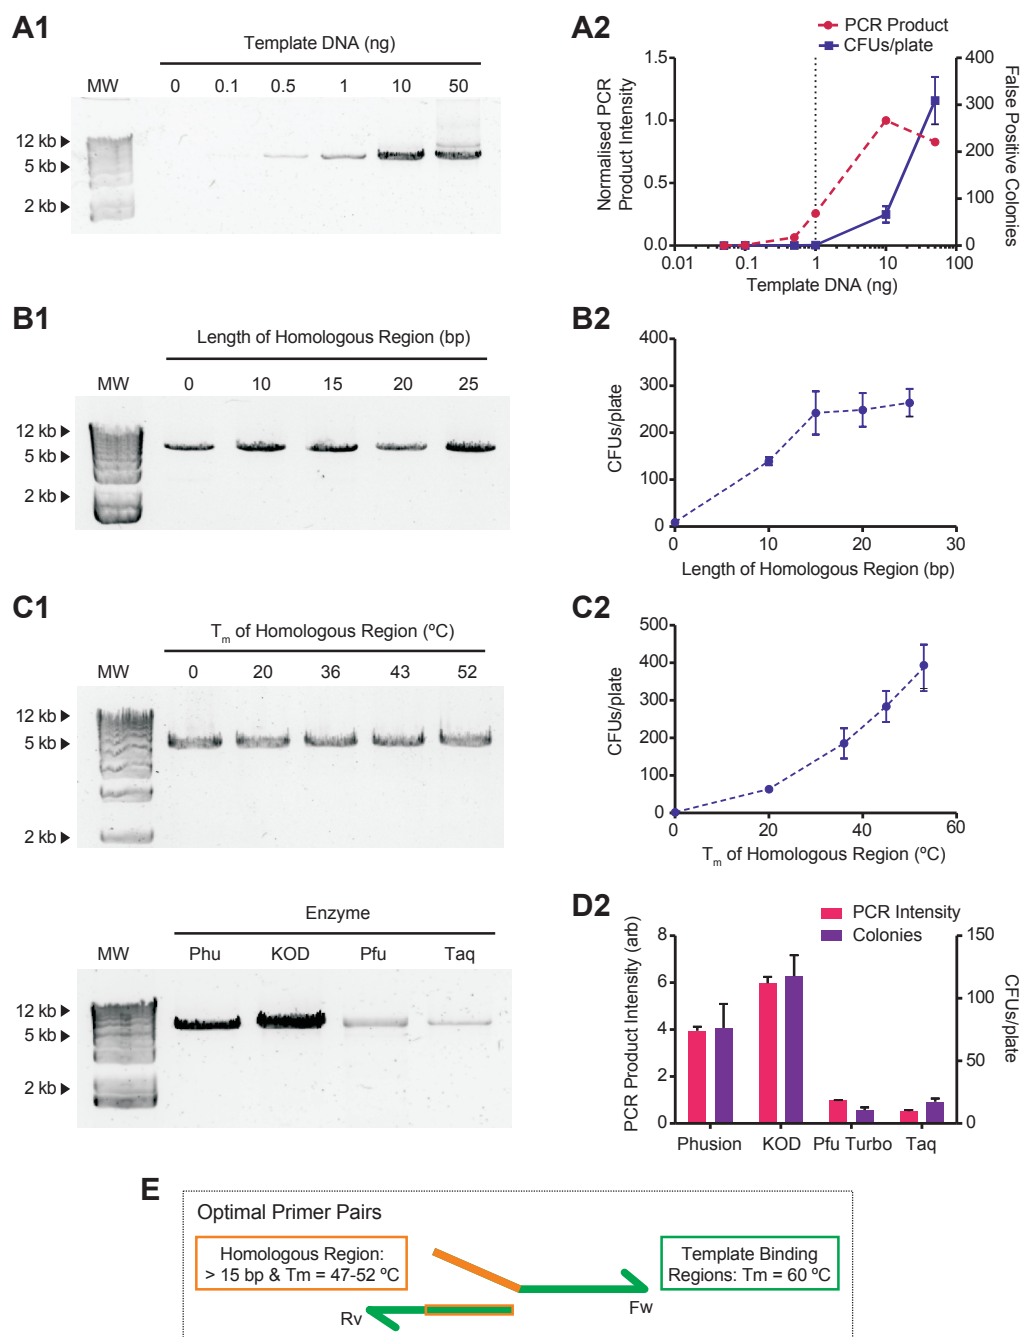 A1
Template DNA (ng)
MW 0 0.1 0.5 1 10 50
12 kb
5 kb
2 kb
A2
PCR Product
CFUs/plate
Normalised PCR
Product Intensity
1.5
1.0
0.5
0.0
400
300
200
100
0
False Positive Colonies
0.01 0.1 1 10 100
Template DNA (ng)
B1
Length of Homologous Region (bp)
MW 0 10 15 20 25
12 kb
5 kb
2 kb
B2
CFUs/plate
400
300
200
100
0
0 10 20 30
Length of Homologous Region (bp)
C1
Tm of Homologous Region (ºC)
MW 0 20 36 43 52
12 kb
5 kb
2 kb
C2
CFUs/plate
500
400
300
200
100
0
0 20 40 60
Tm of Homologous Region (ºC)
Enzyme
MW Phu KOD Pfu Taq
12 kb
5 kb
2 kb
D2
PCR Intensity
Colonies
PCR Product Intensity (arb)
8
6
4
2
0
150
100
50
0
CFUs/plate
Phusion KOD Pfu Turbo Taq
E
Optimal Primer Pairs
Homologous Region:
> 15 bp & Tm = 47-52 ºC
Template Binding
Regions: Tm = 60 ºC
Rv
Fw